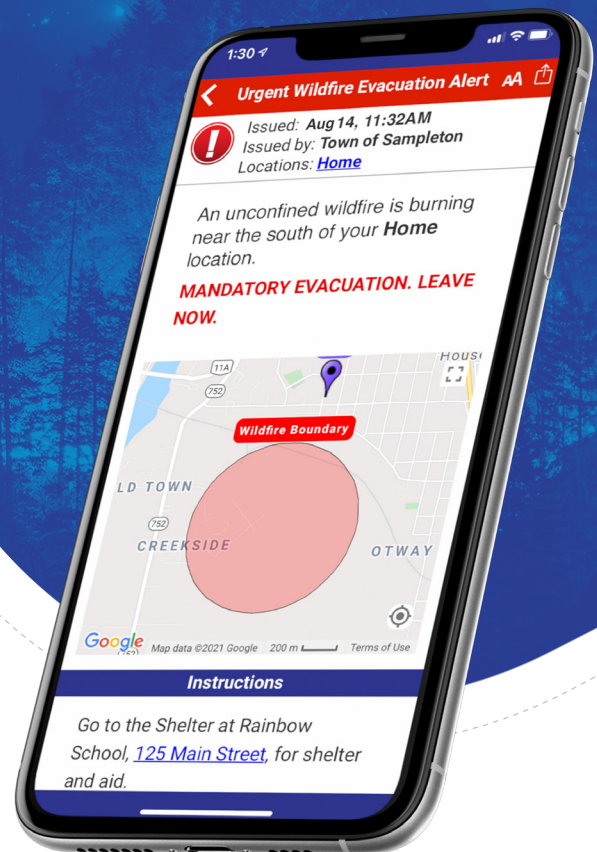 1:30
Urgent Wildfire Evacuation Alert AA
Issued: Aug 14, 11:32AM
Issued by: Town of Sampleton
Locations: Home
An unconfined wildfire is burning
near the south of your Home
location.
MANDATORY EVACUATION. LEAVE
NOW.
House
11A
752
Wildfire Boundary
LD TOWN
752
CREEKSIDE
OTWAY
Google
Map data ©2021 Google 200 m Terms of Use
Instructions
Go to the Shelter at Rainbow
School, 125 Main Street, for shelter
and aid.